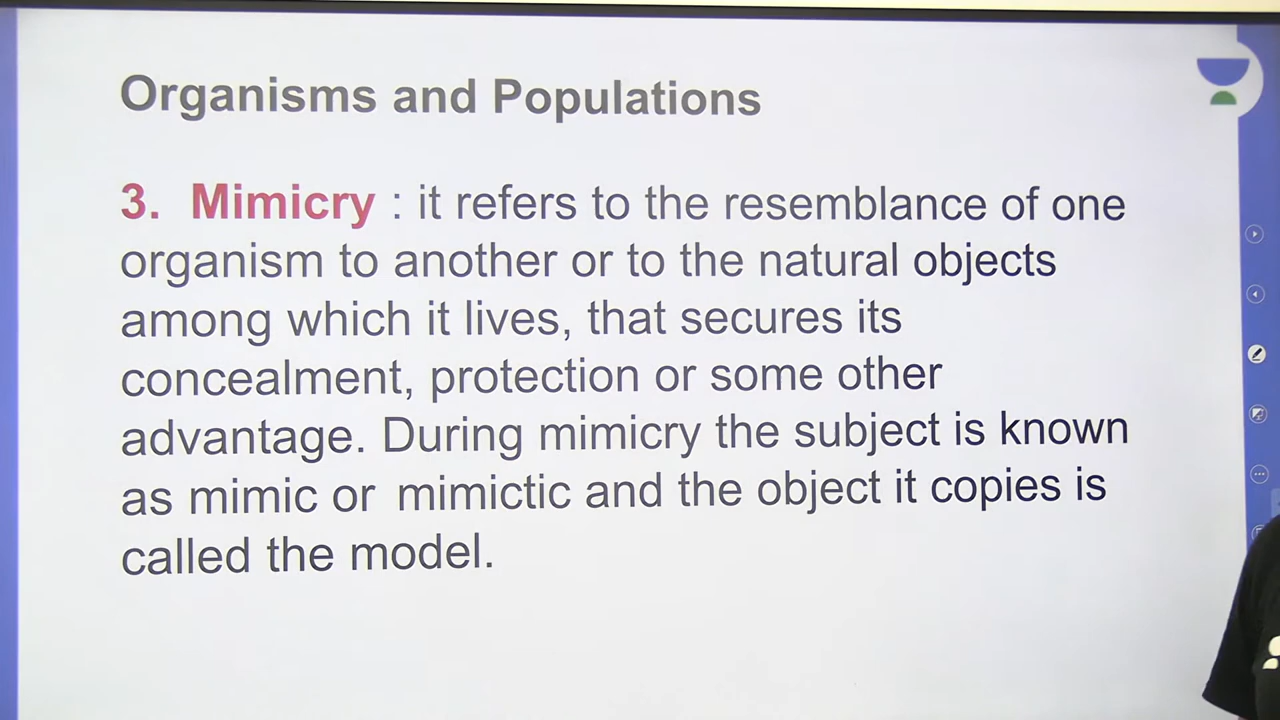 Organisms and Populations
3. Mimicry : it refers to the resemblance of one
organism to another or to the natural objects
among which it lives, that secures its
concealment, protection or some other
advantage. During mimicry the subject is known
as mimic or mimictic and the object it copies is
called the model.